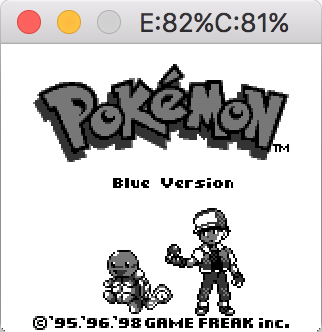 E:82%C:81%
POKéMON
TM
Blue Version
©'95.'96.'98 GAME FREAK inc.